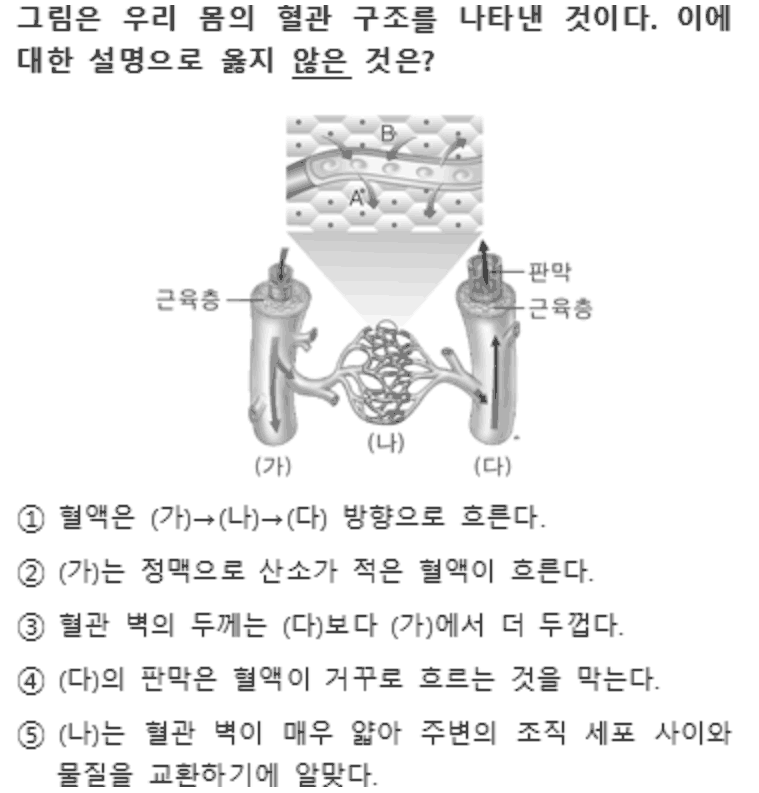 그림은 우리 몸의 혈관 구조를 나타낸 것이다. 이에
대한 설명으로 옳지 않은 것은?
B
A
판막
근육층
근육층
(나)
(가)
(다)
① 혈액은 (가)→(나)→(다) 방향으로 흐른다.
② (가)는 정맥으로 산소가 적은 혈액이 흐른다.
③ 혈관 벽의 두께는 (다)보다 (가)에서 더 두껍다.
④ (다)의 판막은 혈액이 거꾸로 흐르는 것을 막는다.
⑤ (나)는 혈관 벽이 매우 얇아 주변의 조직 세포 사이와
물질을 교환하기에 알맞다.